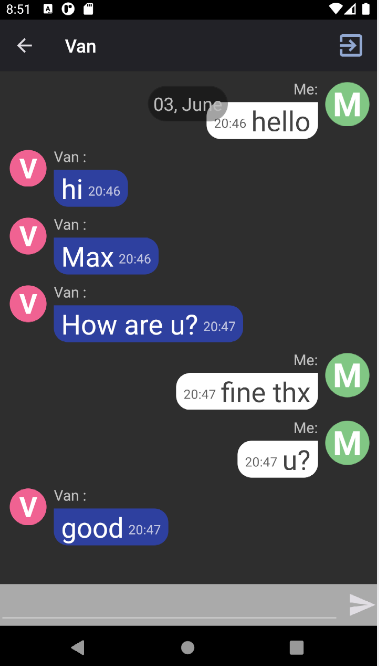 8:51
Van
03, June
Me:
M
20:46 hello
Van :
V
hi 20:46
Van :
V
Max 20:46
Van :
V
How are u? 20:47
Me:
M
20:47 fine thx
Me:
M
20:47 u?
Van :
V
good 20:47